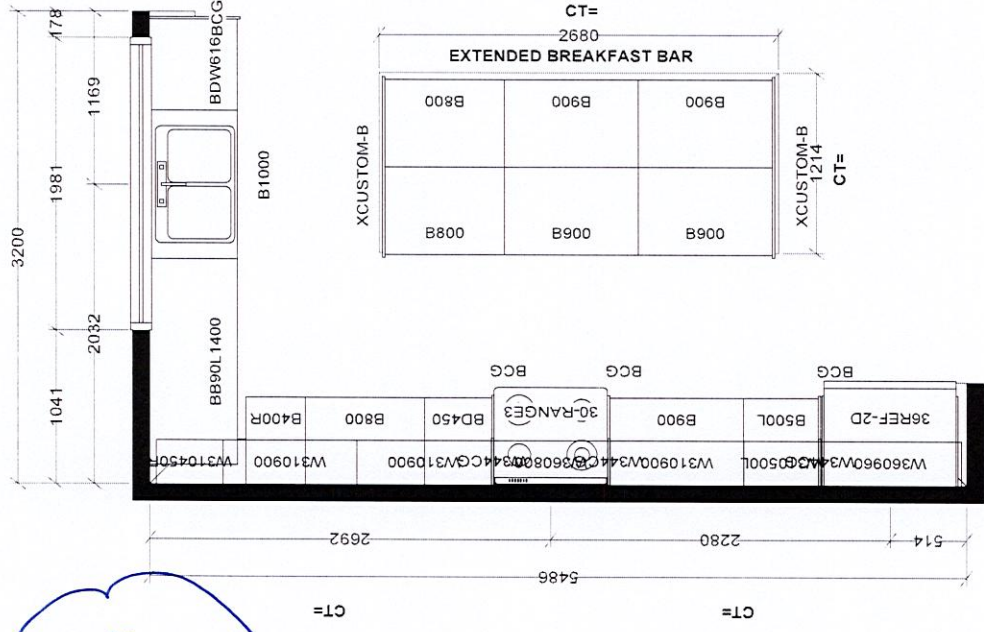 CT=
2680
EXTENDED BREAKFAST BAR
178
1169
1981
3200
2032
1041
BDW616BCG
B1000
BB90L1400
XCUSTOM-B
B800
B900
B900
B800
B900
B900
XCUSTOM-B
1214
CT=
BCG
BCG
BCG
B400R
B800
BD450
30-RANGE3
B900
B500L
36REF-2D
W310900
W310900
W310900
W360960
2692
2280
514
5486
CT=
CT=